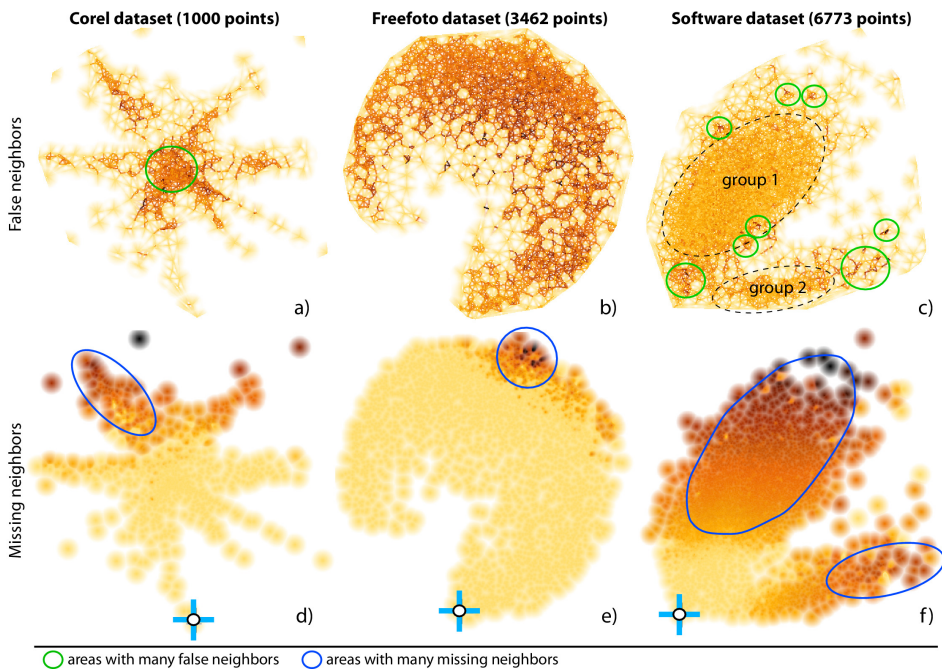 Corel dataset (1000 points)
Freefoto dataset (3462 points)
Software dataset (6773 points)
False neighbors
group 1
group 2
a)
b)
c)
Missing neighbors
d)
e)
f)
areas with many false neighbors
areas with many missing neighbors